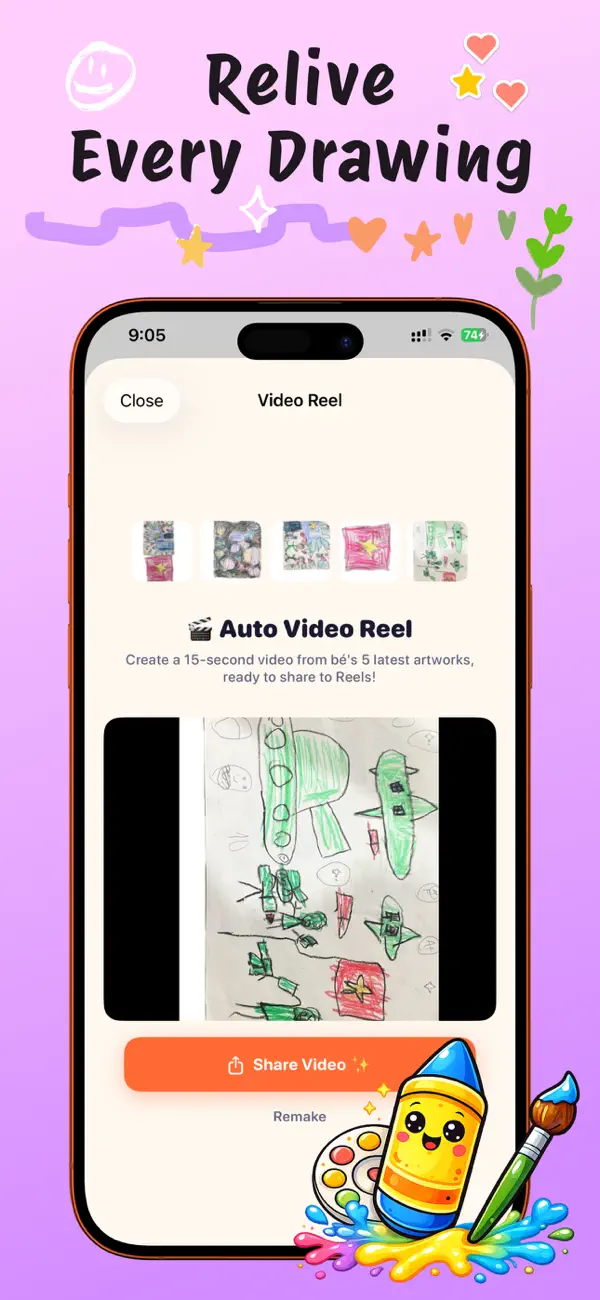 Relive
Every Drawing
9:05
74
Close
Video Reel
🎬 Auto Video Reel
Create a 15-second video from bé's 5 latest artworks,
ready to share to Reels!
Share Video ✨
Remake